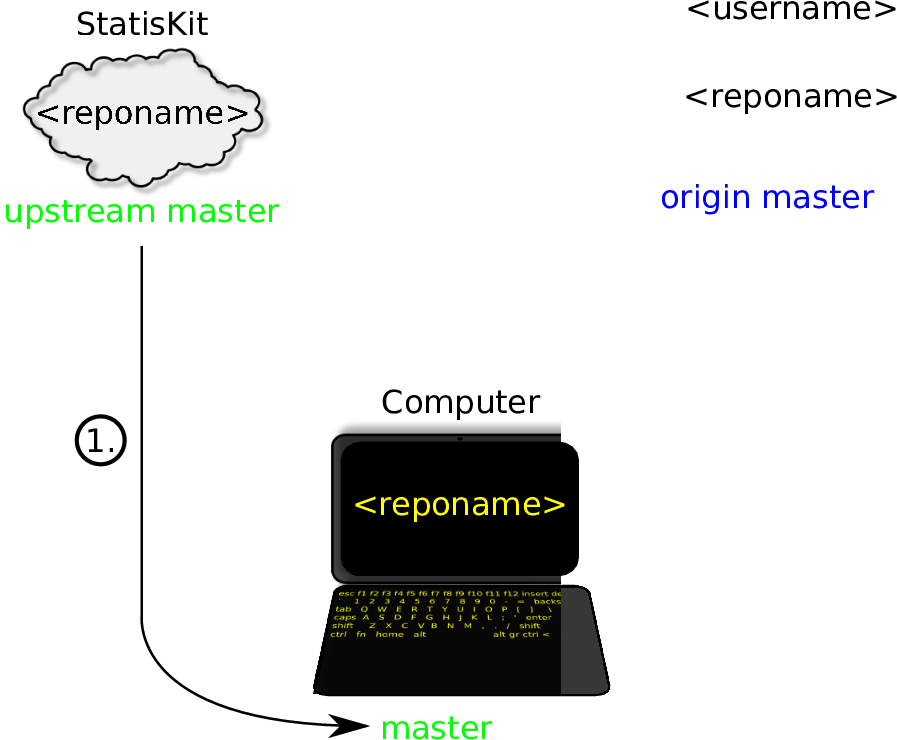 StatisKit
<username>
<reponame>
<reponame>
upstream master
origin master
Computer
1.
<reponame>
esc f1 f2 f3 f4 f5 f6 f7 f8 f9 f10 f11 f12 insert de
` 1 2 3 4 5 6 7 8 9 0 - = backs
tab Q W E R T Y U I O P [ ] \
caps A S D F G H J K L ; ' enter
shift Z X C V B N M , . / shift
ctrl fn home alt alt gr ctrl <
master